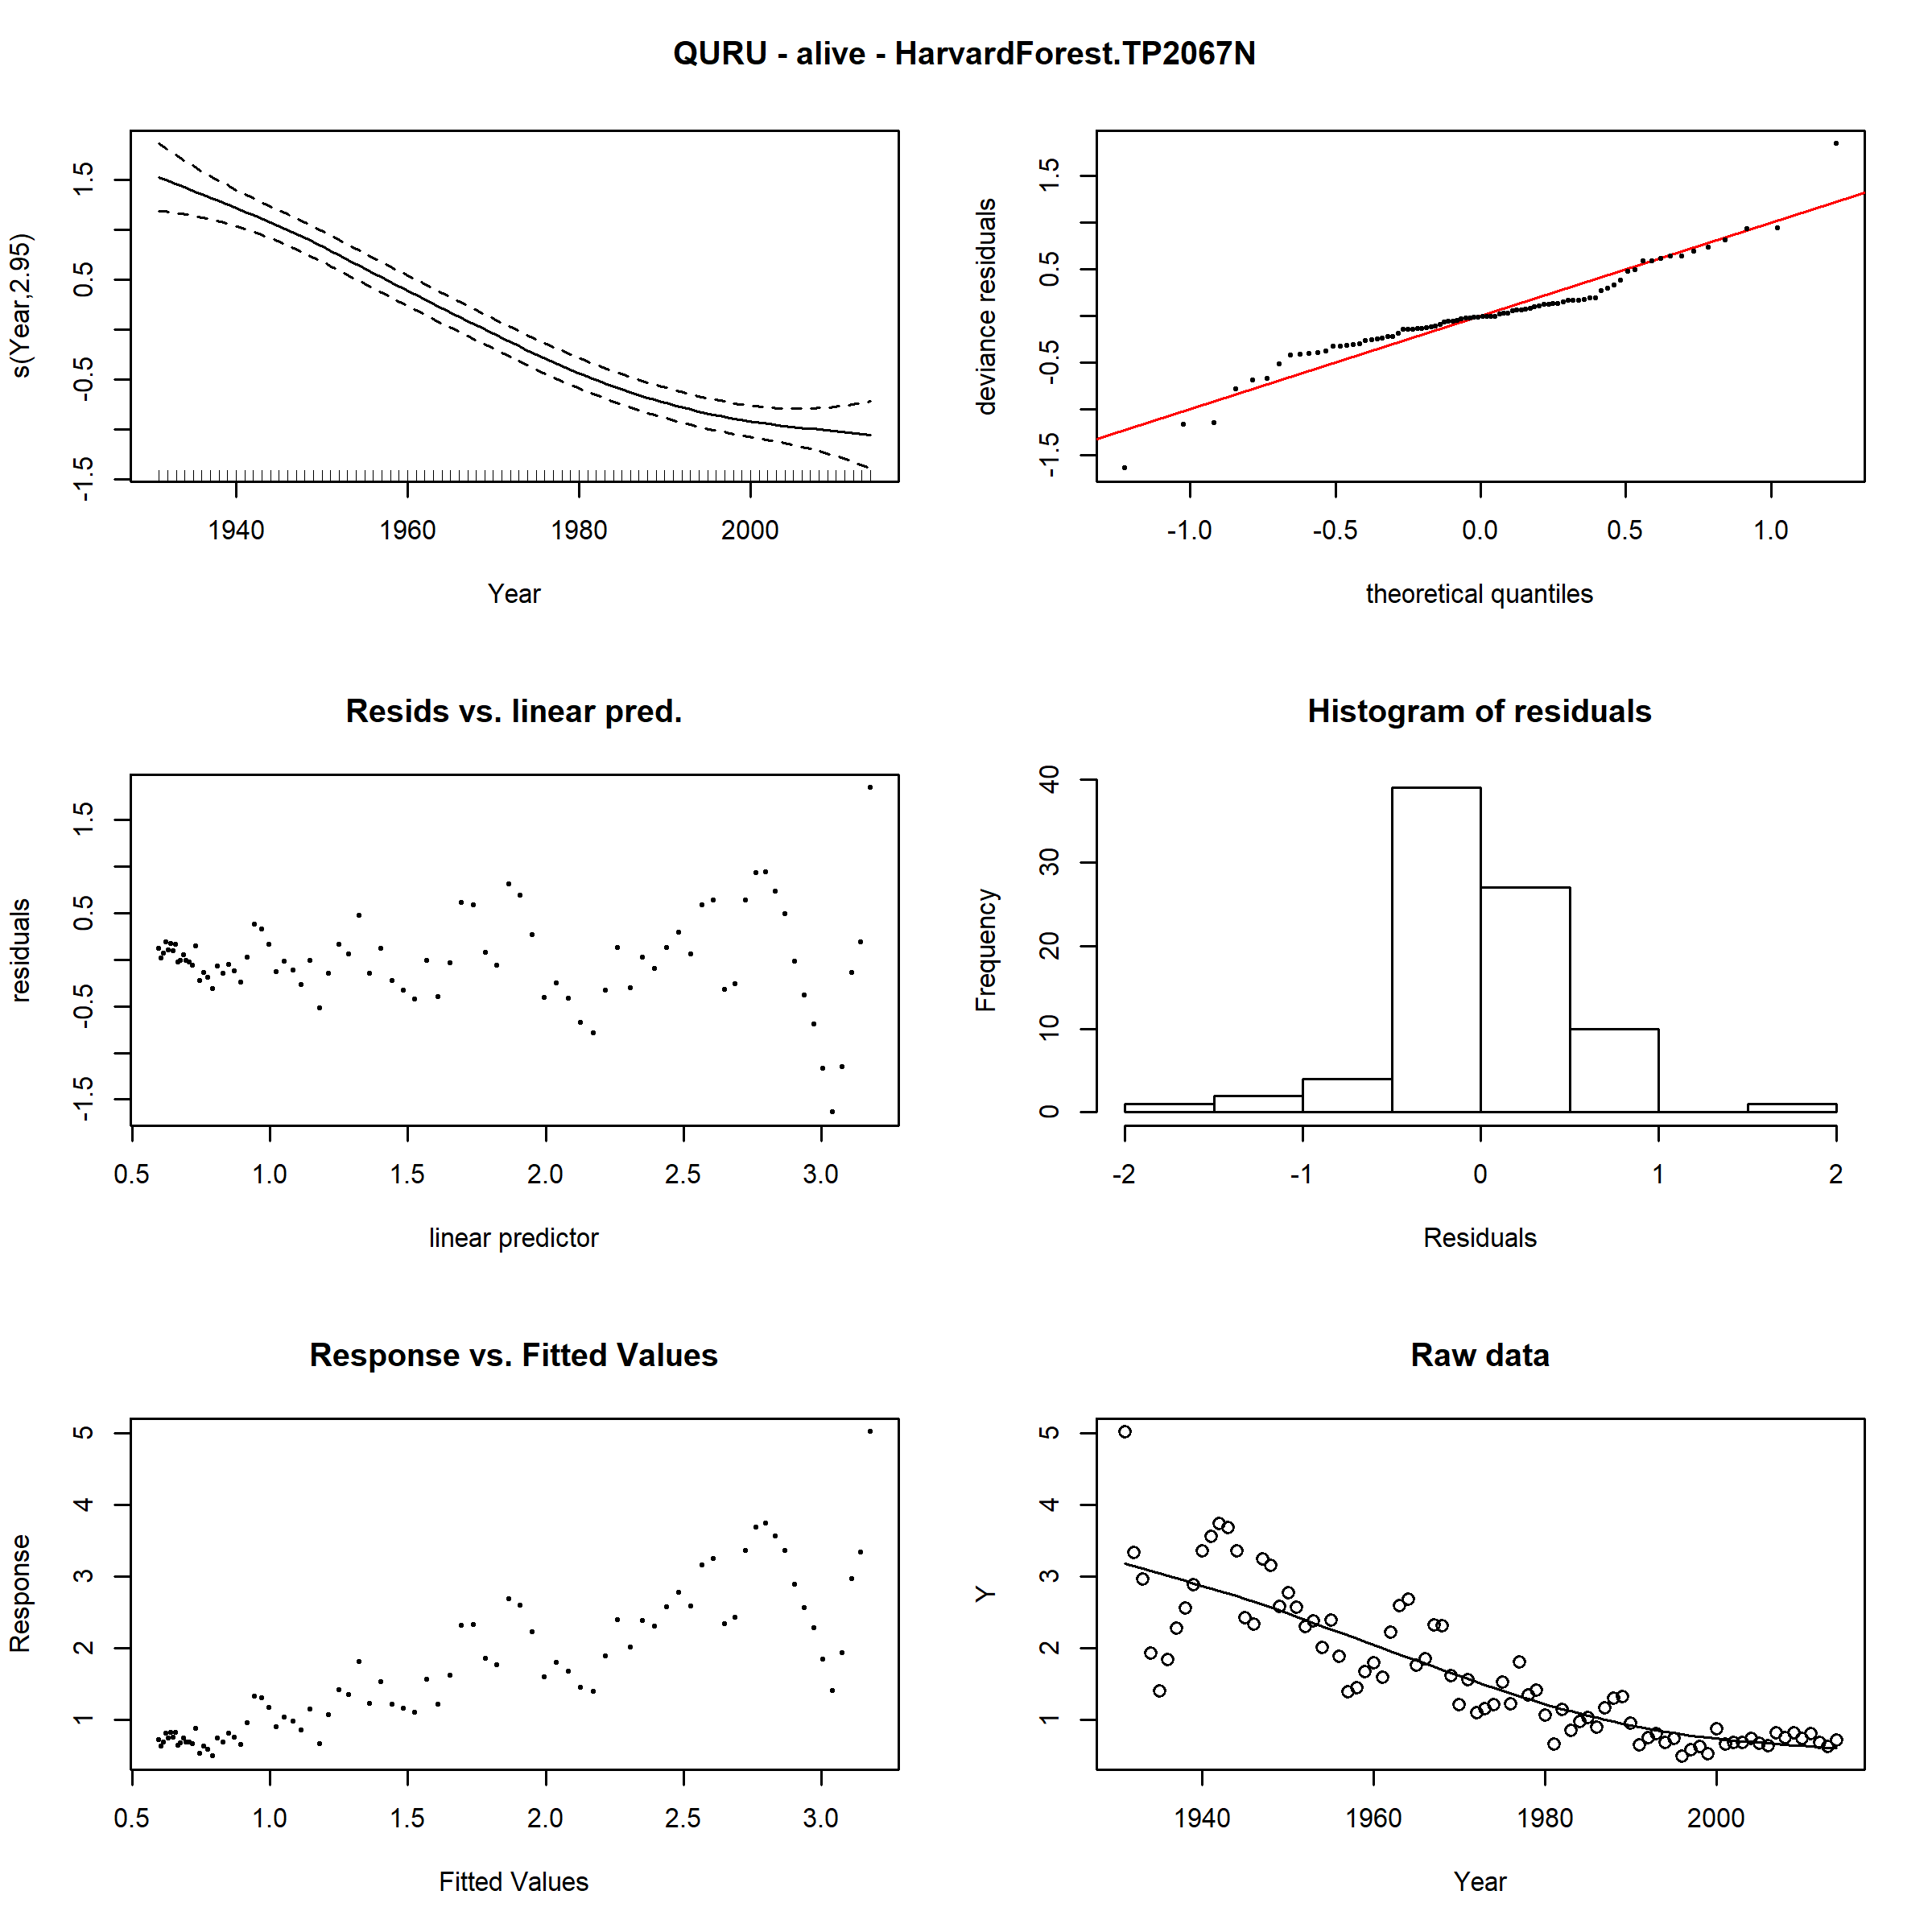 QURU - alive - HarvardForest.TP2067N
s(Year,2.95)
1.5
0.5
-0.5
-1.5
1940 1960 1980 2000
Year
deviance residuals
1.5
0.5
-0.5
-1.5
-1.0 -0.5 0.0 0.5 1.0
theoretical quantiles
Resids vs. linear pred.
residuals
1.5
0.5
-0.5
-1.5
0.5 1.0 1.5 2.0 2.5 3.0
linear predictor
Histogram of residuals
Frequency
40
30
20
10
0
-2 -1 0 1 2
Residuals
Response vs. Fitted Values
Response
5
4
3
2
1
0.5 1.0 1.5 2.0 2.5 3.0
Fitted Values
Raw data
Y
5
4
3
2
1
1940 1960 1980 2000
Year